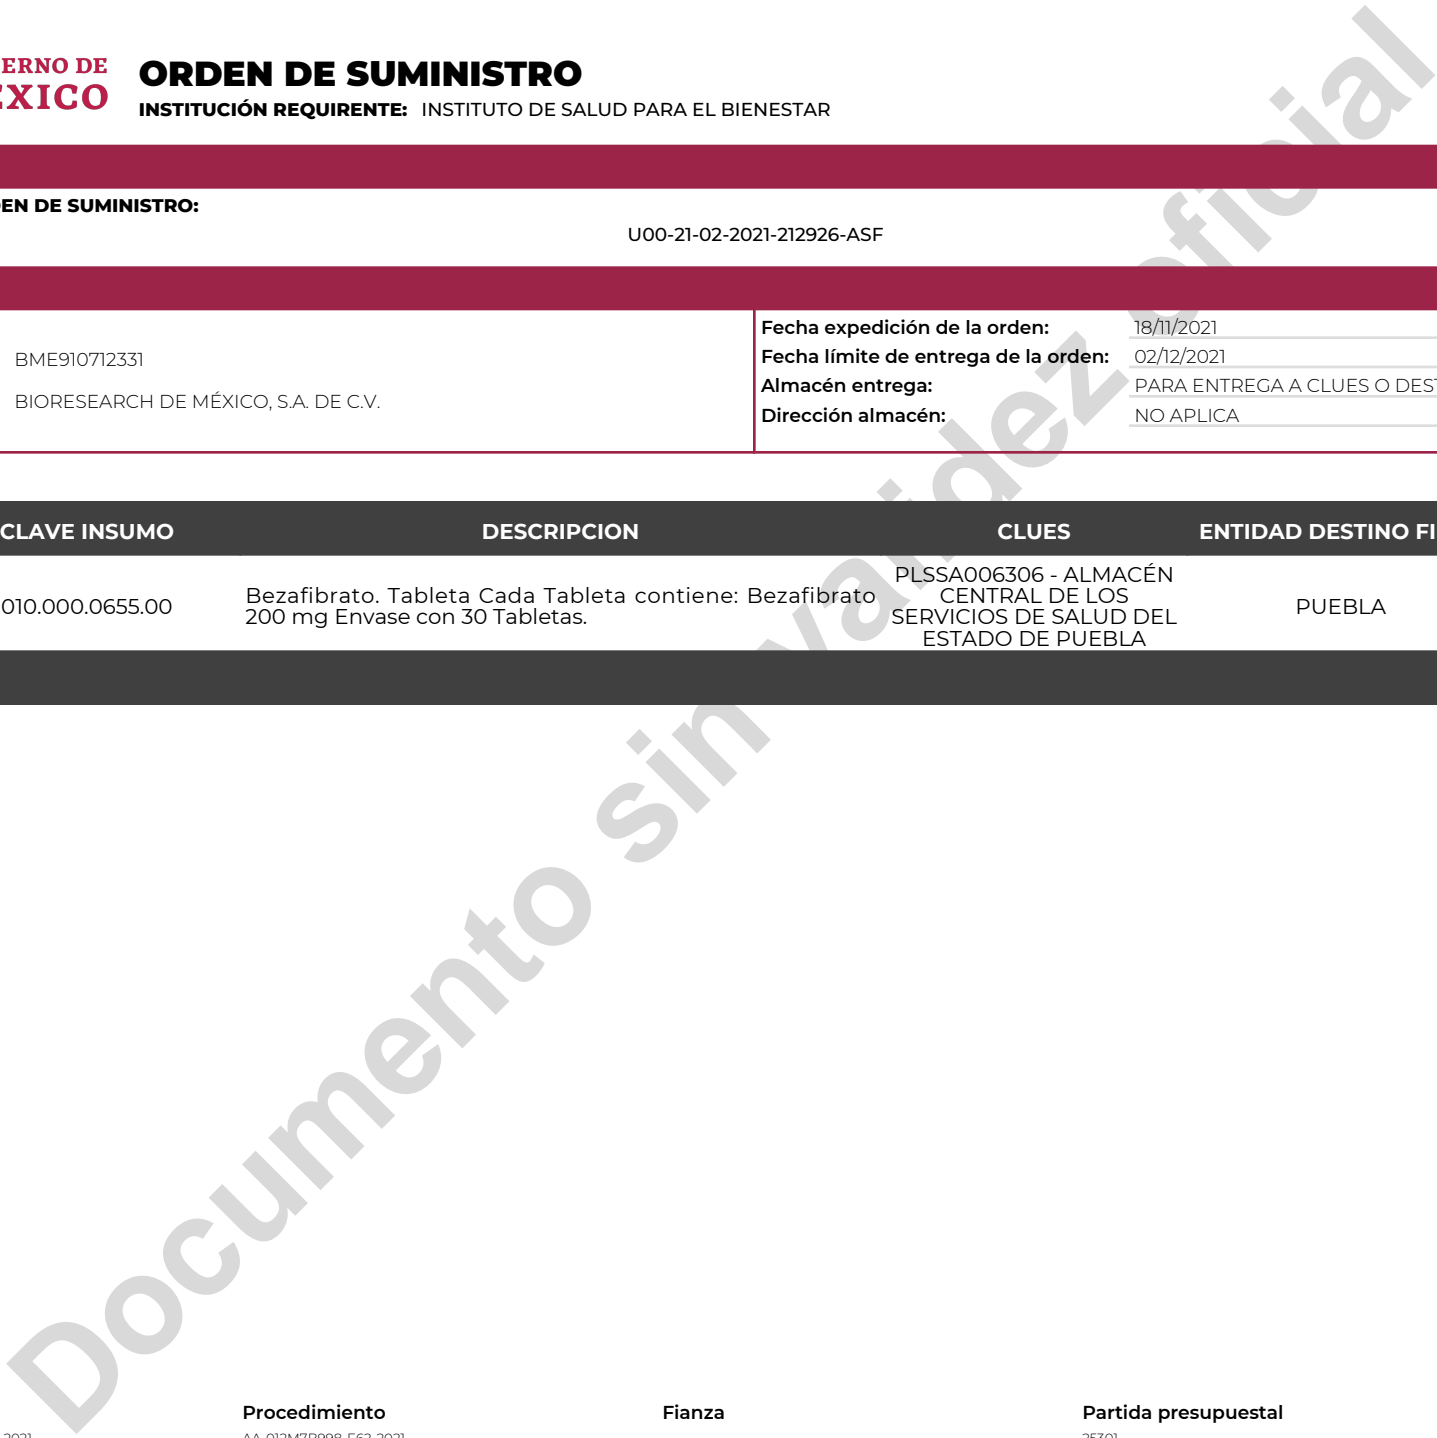 ERNO DE
ÉXICO
ORDEN DE SUMINISTRO
INSTITUCIÓN REQUIRENTE: INSTITUTO DE SALUD PARA EL BIENESTAR
EN DE SUMINISTRO:
U00-21-02-2021-212926-ASF
BME910712331
BIORESEARCH DE MÉXICO, S.A. DE C.V.
Fecha expedición de la orden: 18/11/2021
Fecha límite de entrega de la orden: 02/12/2021
Almacén entrega: PARA ENTREGA A CLUES O DEST
Dirección almacén: NO APLICA
CLAVE INSUMO DESCRIPCION CLUES ENTIDAD DESTINO FI
010.000.0655.00
Bezafibrato. Tableta Cada Tableta contiene: Bezafibrato
200 mg Envase con 30 Tabletas.
PLSSA006306 - ALMACÉN
CENTRAL DE LOS
SERVICIOS DE SALUD DEL
ESTADO DE PUEBLA
PUEBLA
Documento sin validez oficial
Procedimiento Fianza Partida presupuestal